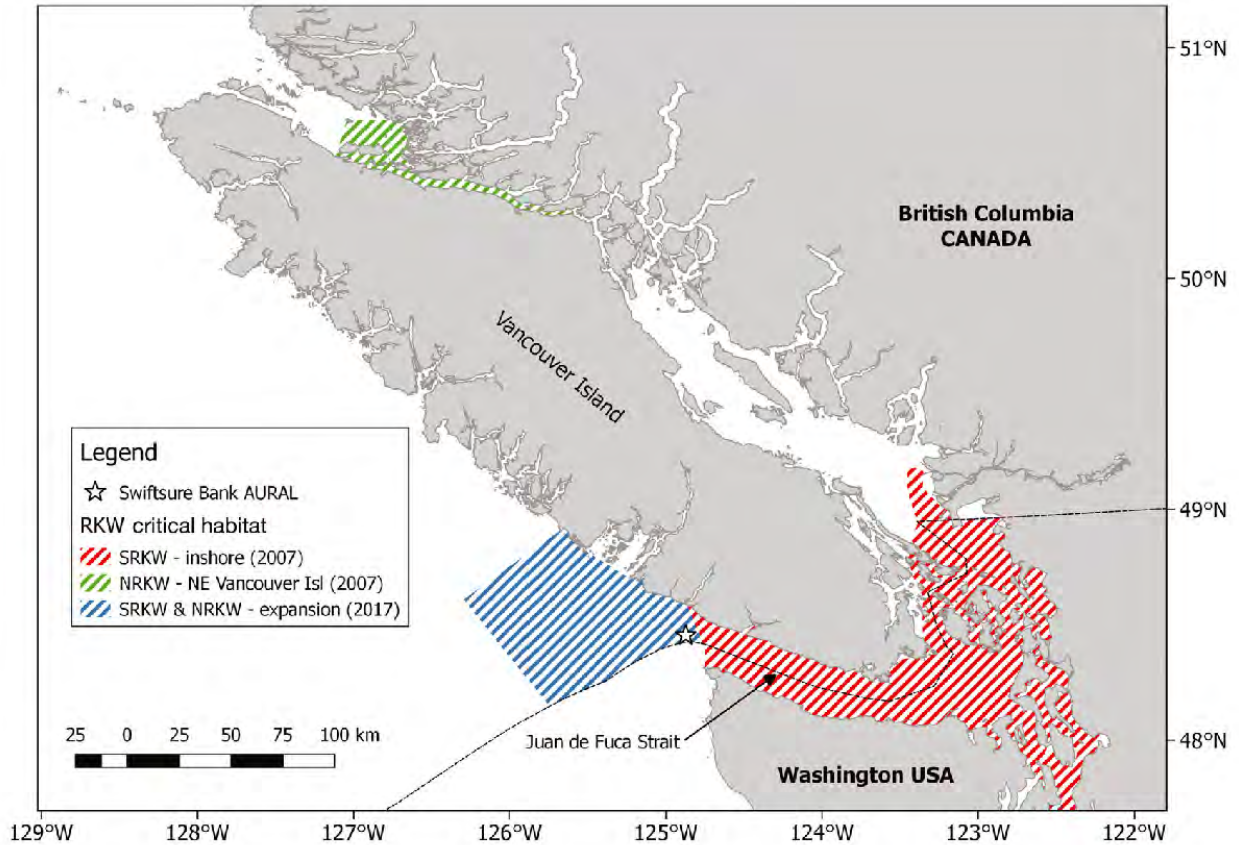 51°N
British Columbia
CANADA
50°N
Vancouver Island
Legend
Swiftsure Bank AURAL
RKW critical habitat
SRKW - inshore (2007)
NRKW - NE Vancouver Isl (2007)
SRKW & NRKW - expansion (2017)
49°N
25 0 25 50 75 100 km
Juan de Fuca Strait
48°N
Washington USA
129°W 128°W 127°W 126°W 125°W 124°W 123°W 122°W